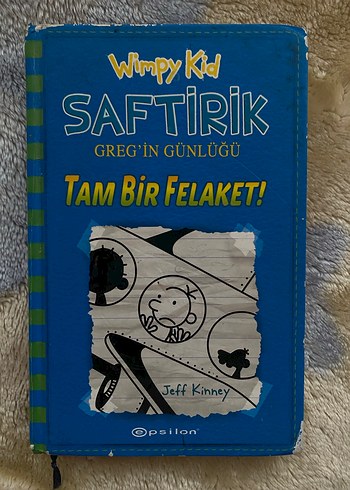 Wimpy Kid
SAFTİRİK
GREG'İN GÜNLÜĞÜ
TAM BİR FELAKET!
Jeff Kinney
epsilon